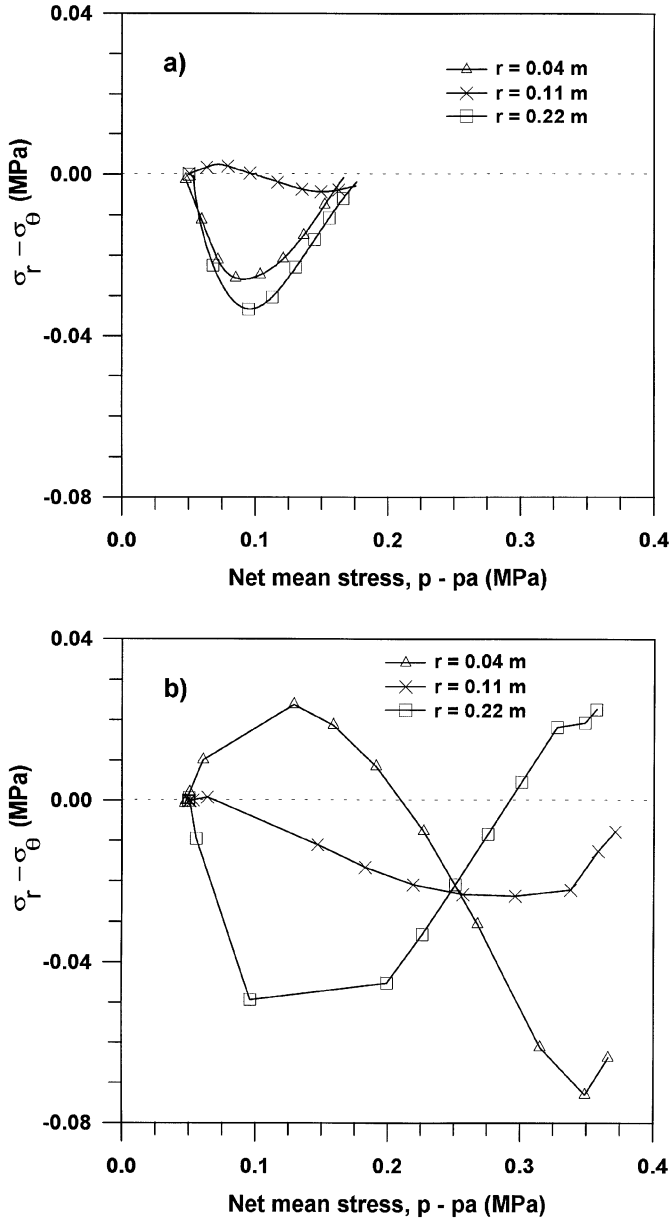 0.04
a)
r = 0.04 m
r = 0.11 m
r = 0.22 m
0.00
σr – σθ (MPa)
-0.04
-0.08
0.0 0.1 0.2 0.3 0.4
Net mean stress, p - pa (MPa)
0.04
b)
r = 0.04 m
r = 0.11 m
r = 0.22 m
0.00
σr – σθ (MPa)
-0.04
-0.08
0.0 0.1 0.2 0.3 0.4
Net mean stress, p - pa (MPa)